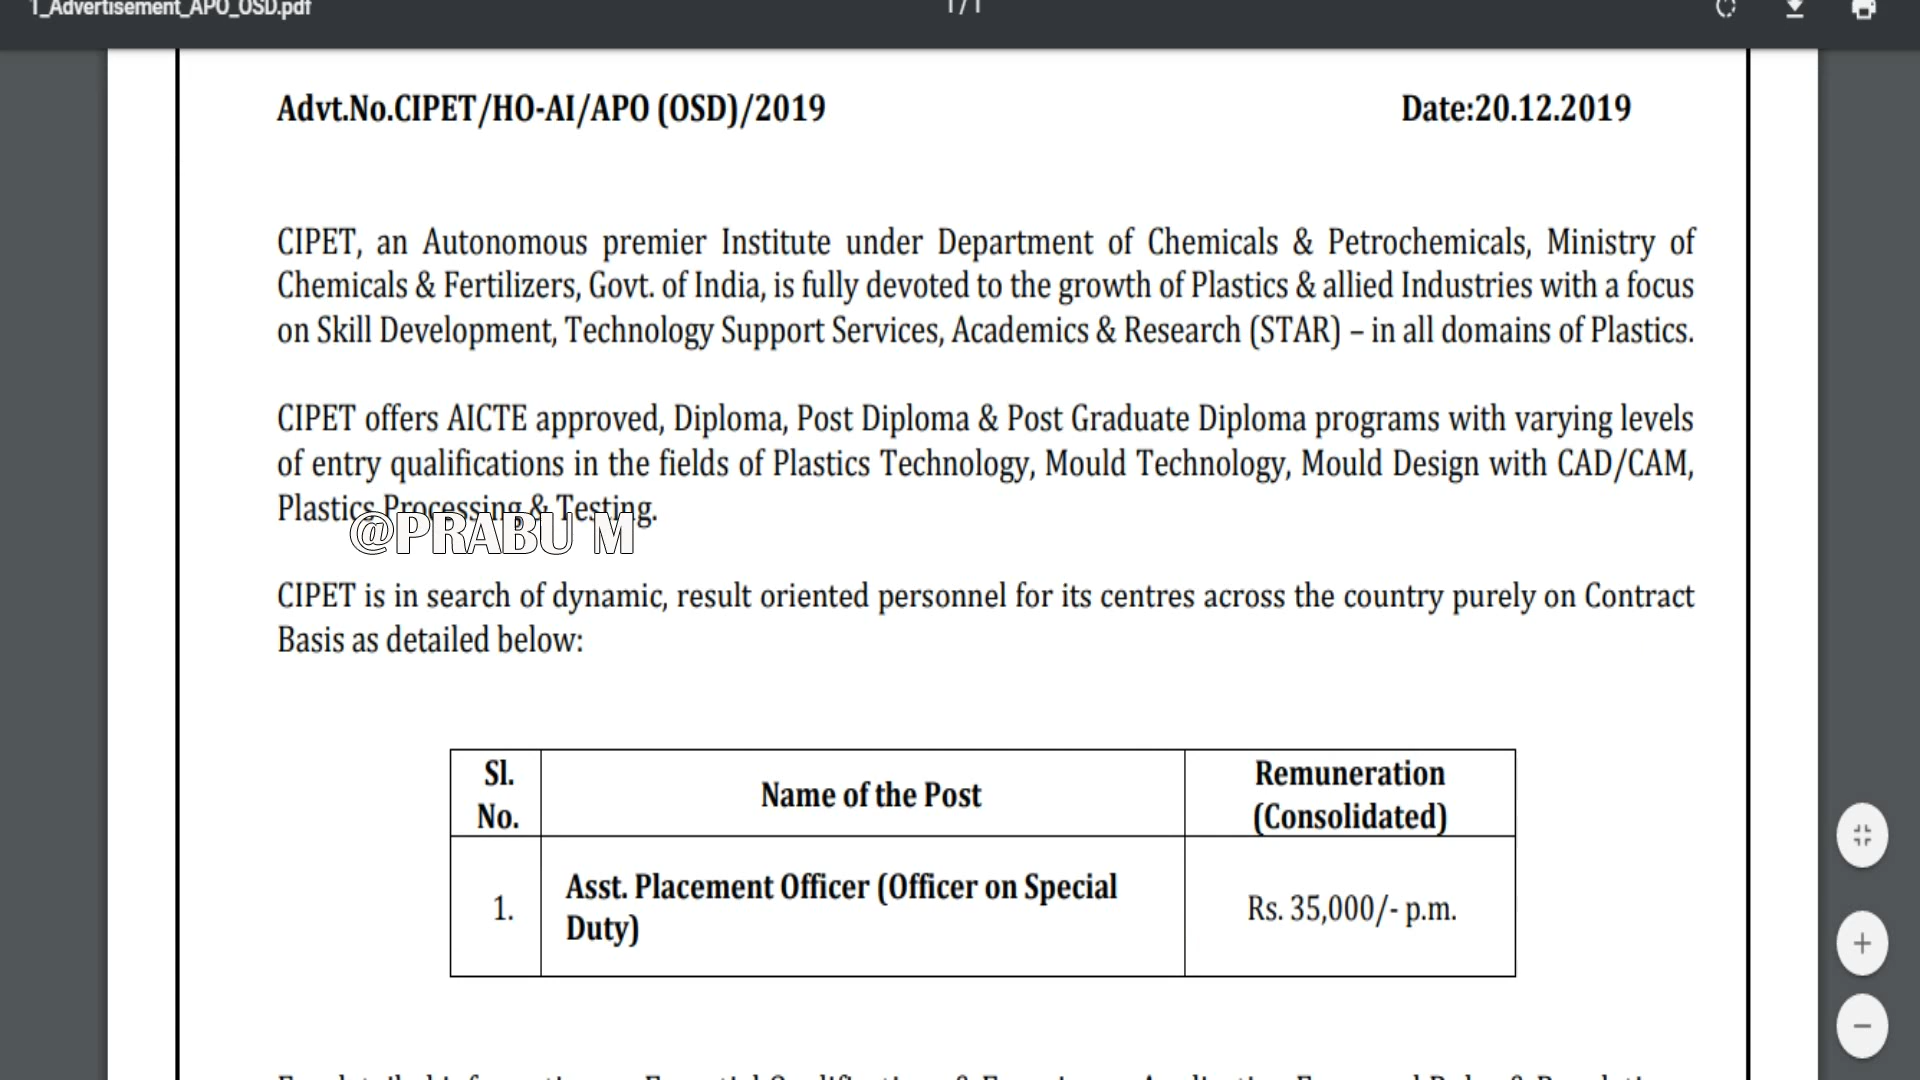 1_Advertisement_APO_OSD.pdf
1 / 1
Advt.No.CIPET/HO-AI/APO (OSD)/2019 Date:20.12.2019
CIPET, an Autonomous premier Institute under Department of Chemicals & Petrochemicals, Ministry of
Chemicals & Fertilizers, Govt. of India, is fully devoted to the growth of Plastics & allied Industries with a focus
on Skill Development, Technology Support Services, Academics & Research (STAR) – in all domains of Plastics.
CIPET offers AICTE approved, Diploma, Post Diploma & Post Graduate Diploma programs with varying levels
of entry qualifications in the fields of Plastics Technology, Mould Technology, Mould Design with CAD/CAM,
Plastics Processing & Testing.
@PRABU M
CIPET is in search of dynamic, result oriented personnel for its centres across the country purely on Contract
Basis as detailed below:
Sl.
No.
Name of the Post
Remuneration
(Consolidated)
1.
Asst. Placement Officer (Officer on Special
Duty)
Rs. 35,000/- p.m.